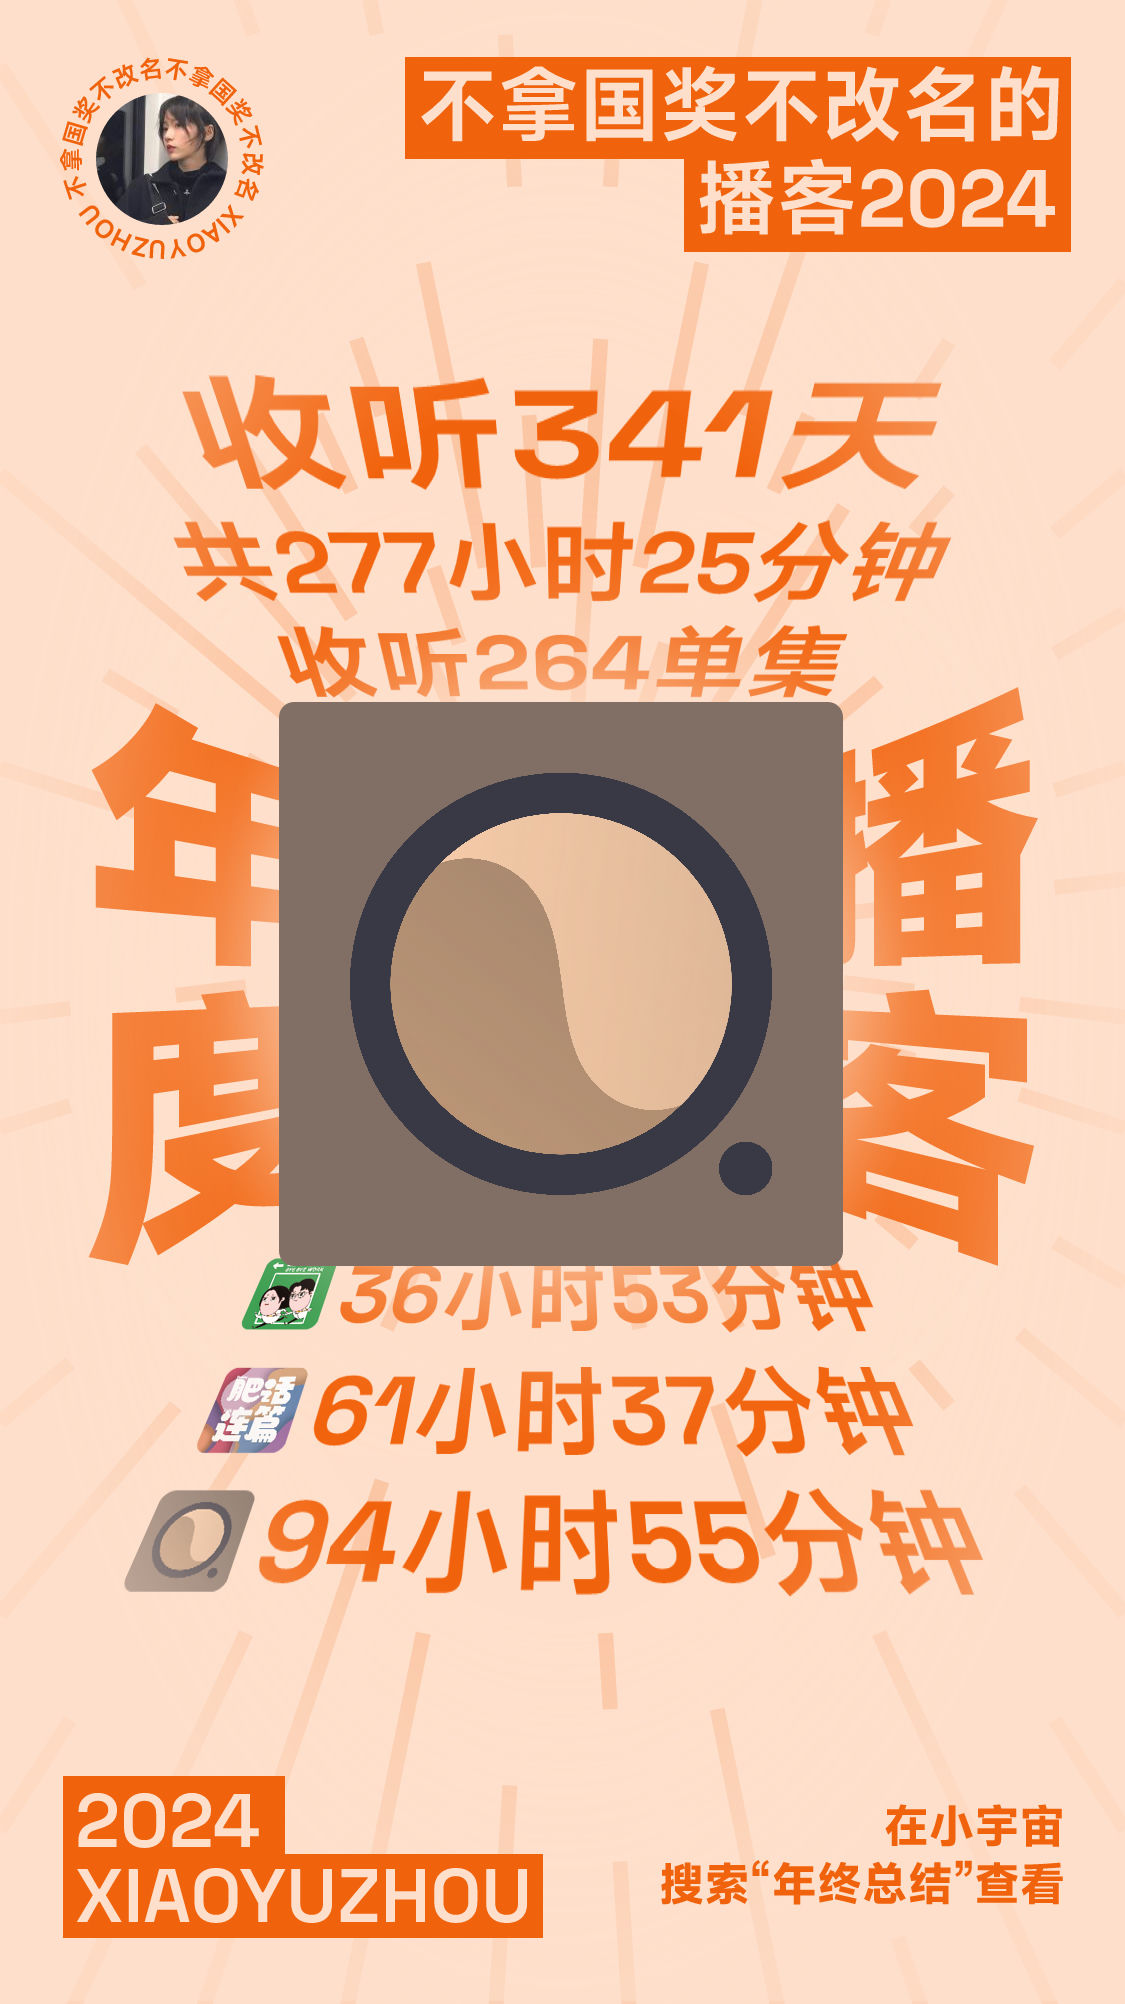 不拿国奖不改名不拿国奖不改名
XIAOYUZHOU
不拿国奖不改名的
播客2024
收听341天
共277小时25分钟
收听264单集
年 播
度 客
36小时53分钟
肥话
连篇
61小时37分钟
94小时55分钟
2024
XIAOYUZHOU
在小宇宙
搜索“年终总结”查看